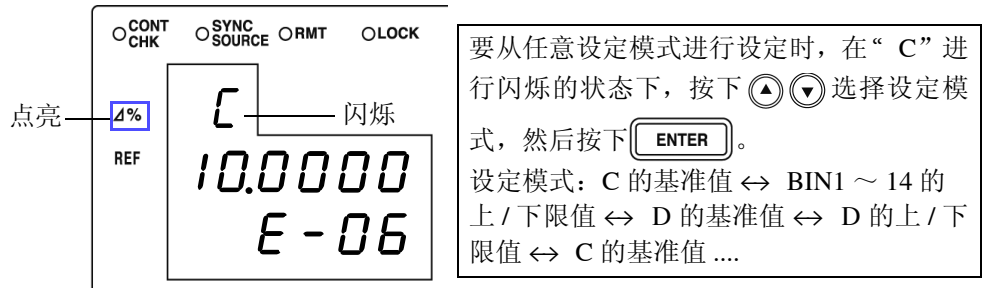 CONT CHK
SYNC SOURCE
RMT
LOCK
点亮
⊿%
C
闪烁
REF
10.0000
E-06
要从任意设定模式进行设定时，在“ C”进
行闪烁的状态下，按下▲▼选择设定模
式，然后按下 ENTER 。
设定模式：C 的基准值 ↔ BIN1 ～ 14 的
上 / 下限值 ↔ D 的基准值 ↔ D 的上 / 下
限值 ↔ C 的基准值 ....